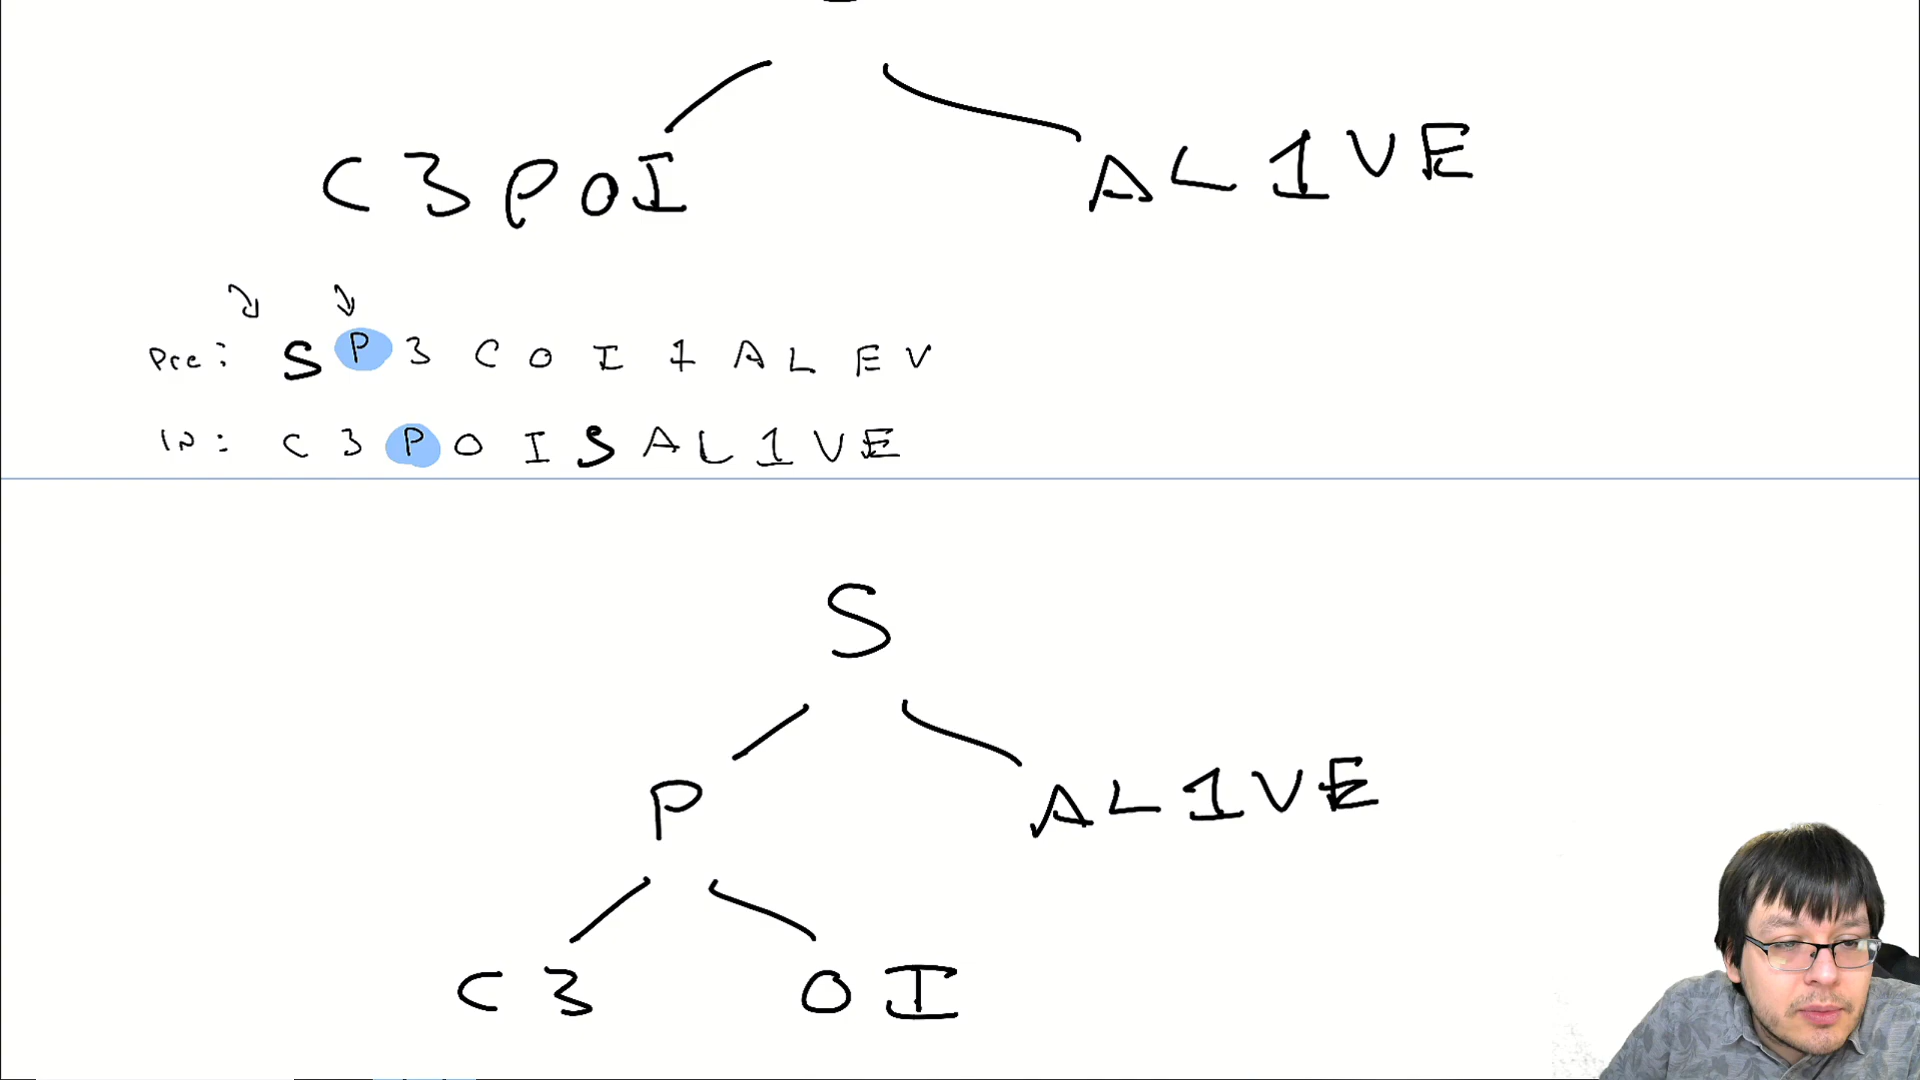 C 3 P O I
A L 1 V E
Pre: S P 3 C O I 1 A L E V
IN: C 3 P O I S A L 1 V E
S
P
A L 1 V E
C 3
O I